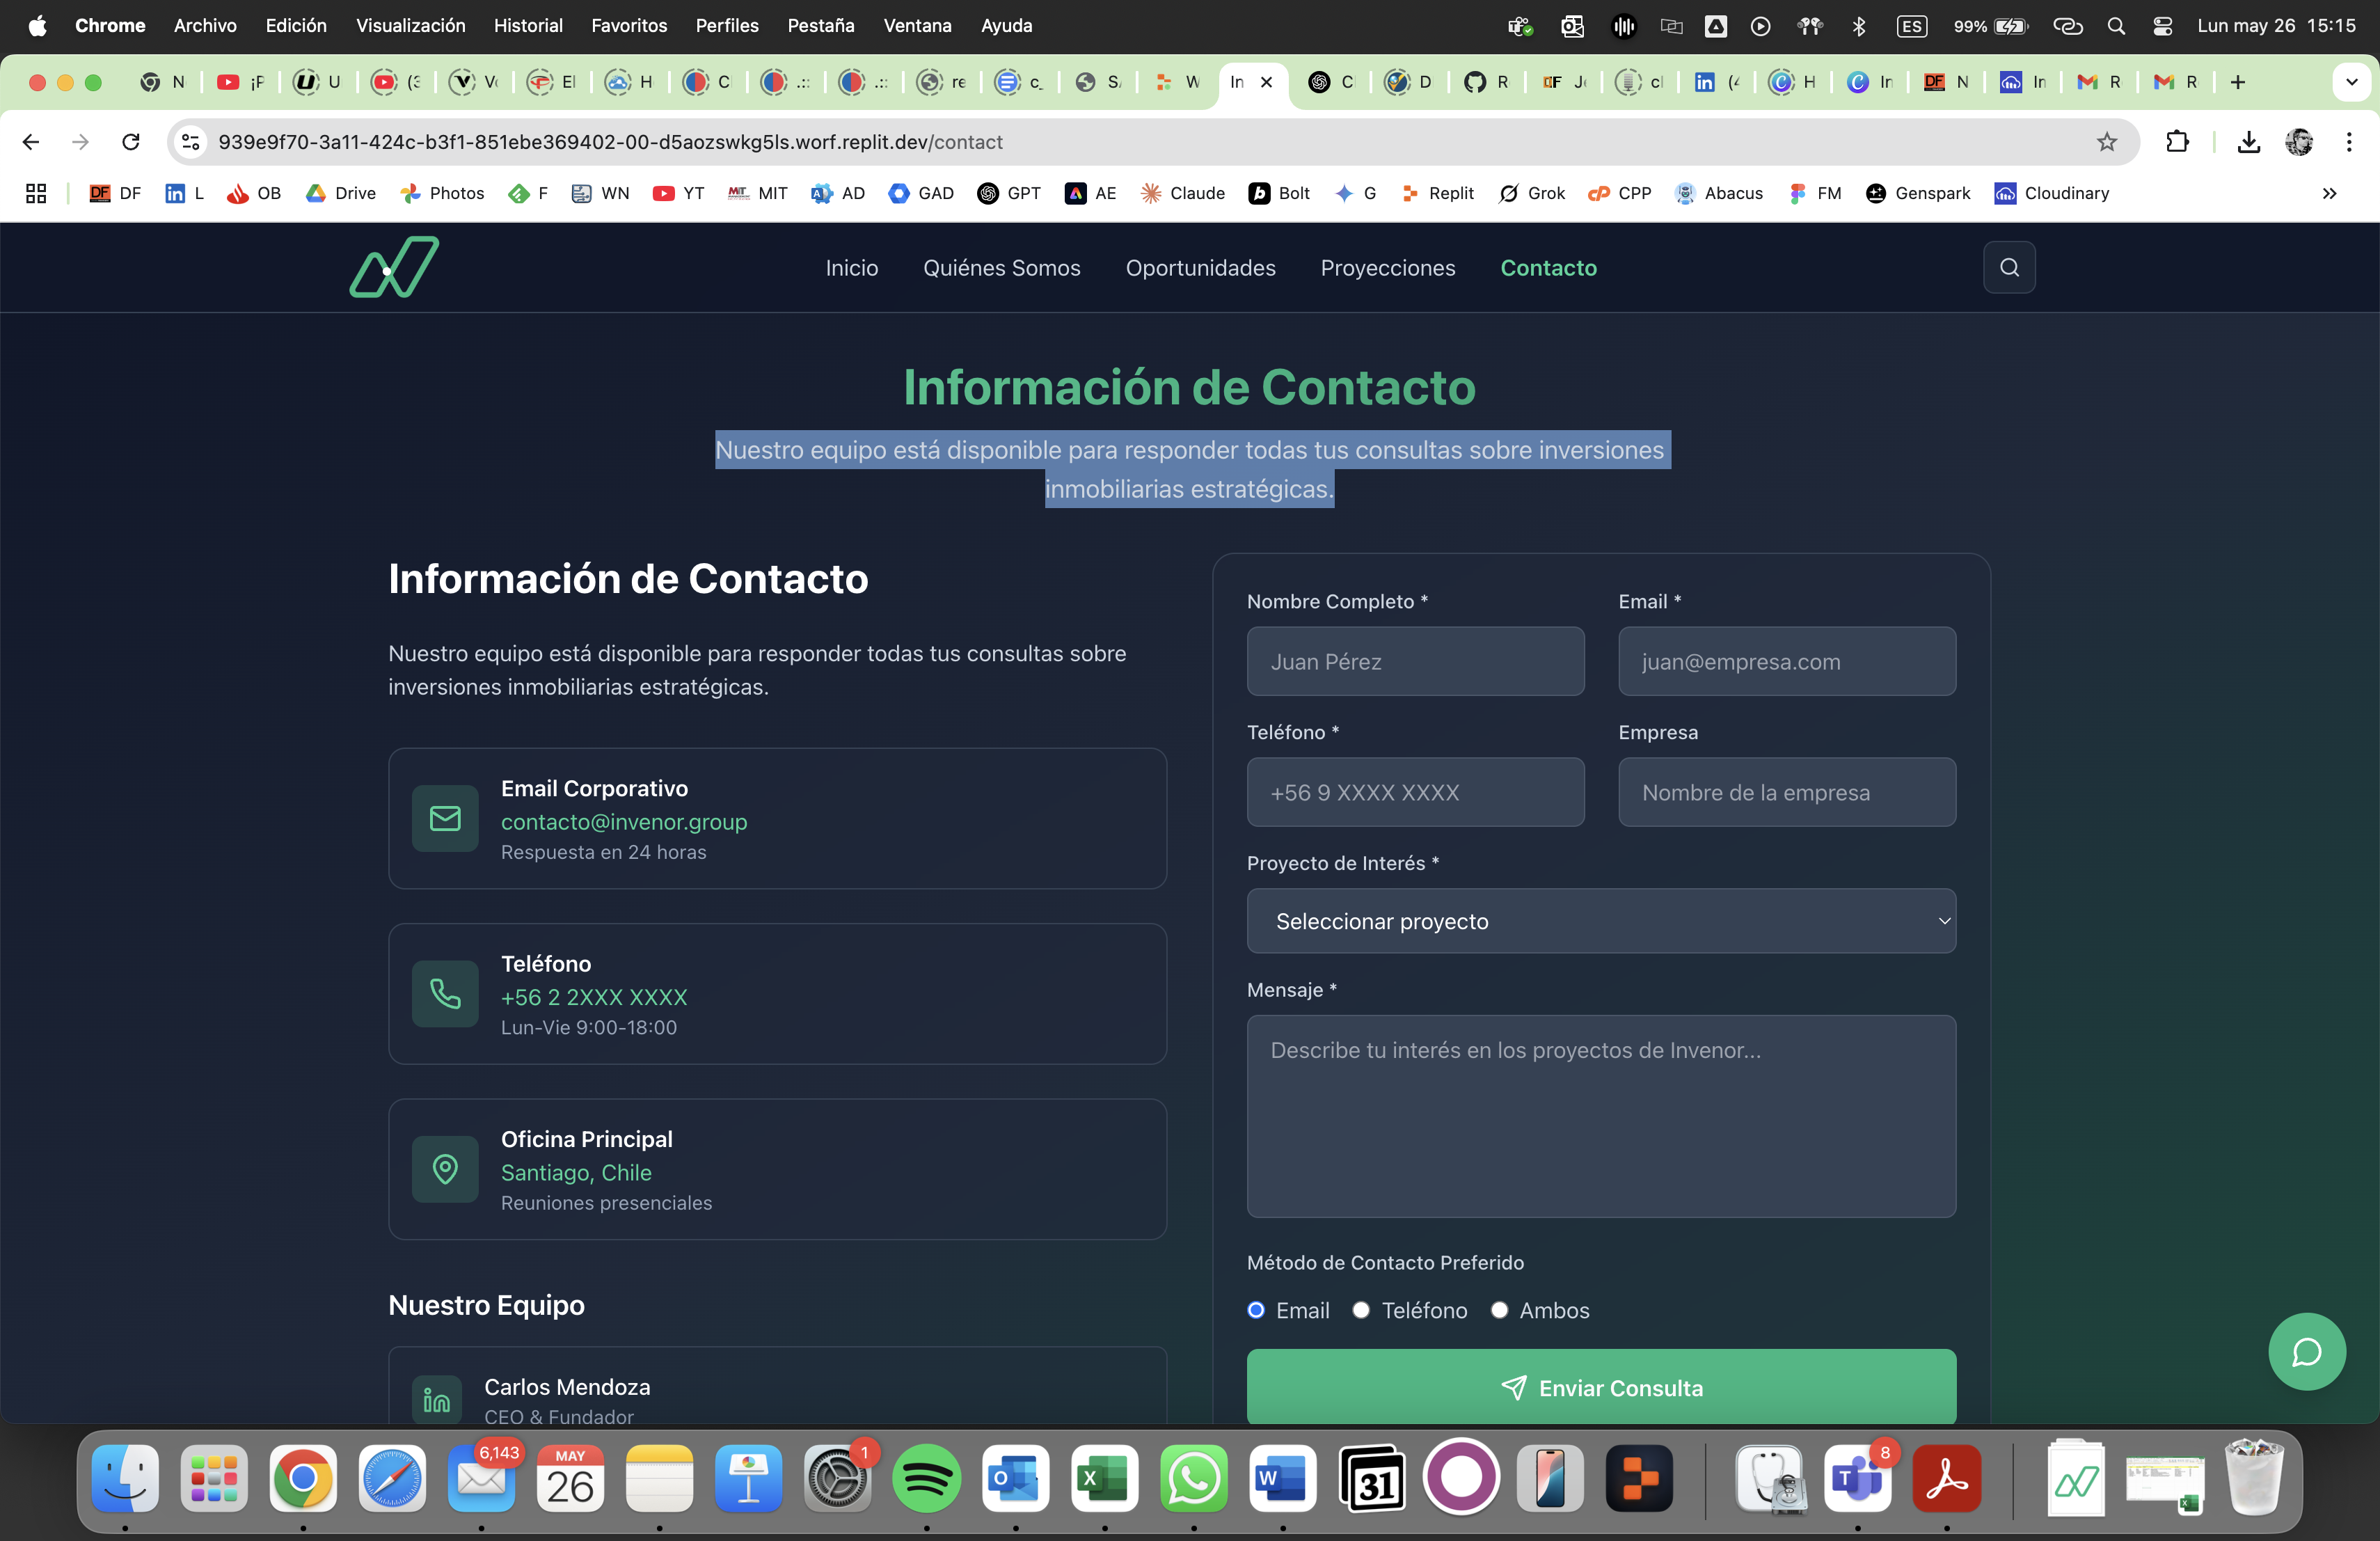 Chrome Archivo Edición Visualización Historial Favoritos Perfiles Pestaña Ventana Ayuda ES 99% Lun may 26 15:15
N ¡P U (3 V El H C .: .: re c_ S W In C D R J c (4 H In N In R R
939e9f70-3a11-424c-b3f1-851ebe369402-00-d5aozswkg5ls.worf.replit.dev/contact
DF L OB Drive Photos F WN YT MIT AD GAD GPT AE Claude Bolt G Replit Grok CPP Abacus FM Genspark Cloudinary
Inicio Quiénes Somos Oportunidades Proyecciones Contacto
Información de Contacto
Nuestro equipo está disponible para responder todas tus consultas sobre inversiones
inmobiliarias estratégicas.
Información de Contacto
Nuestro equipo está disponible para responder todas tus consultas sobre
inversiones inmobiliarias estratégicas.
Email Corporativo
contacto@invenor.group
Respuesta en 24 horas
Teléfono
+56 2 2XXX XXXX
Lun-Vie 9:00-18:00
Oficina Principal
Santiago, Chile
Reuniones presenciales
Nuestro Equipo
Carlos Mendoza
CEO & Fundador
Nombre Completo * Email *
Juan Pérez juan@empresa.com
Teléfono * Empresa
+56 9 XXXX XXXX Nombre de la empresa
Proyecto de Interés *
Seleccionar proyecto
Mensaje *
Describe tu interés en los proyectos de Invenor...
Método de Contacto Preferido
Email Teléfono Ambos
Enviar Consulta
6,143 MAY 26 1 31 8